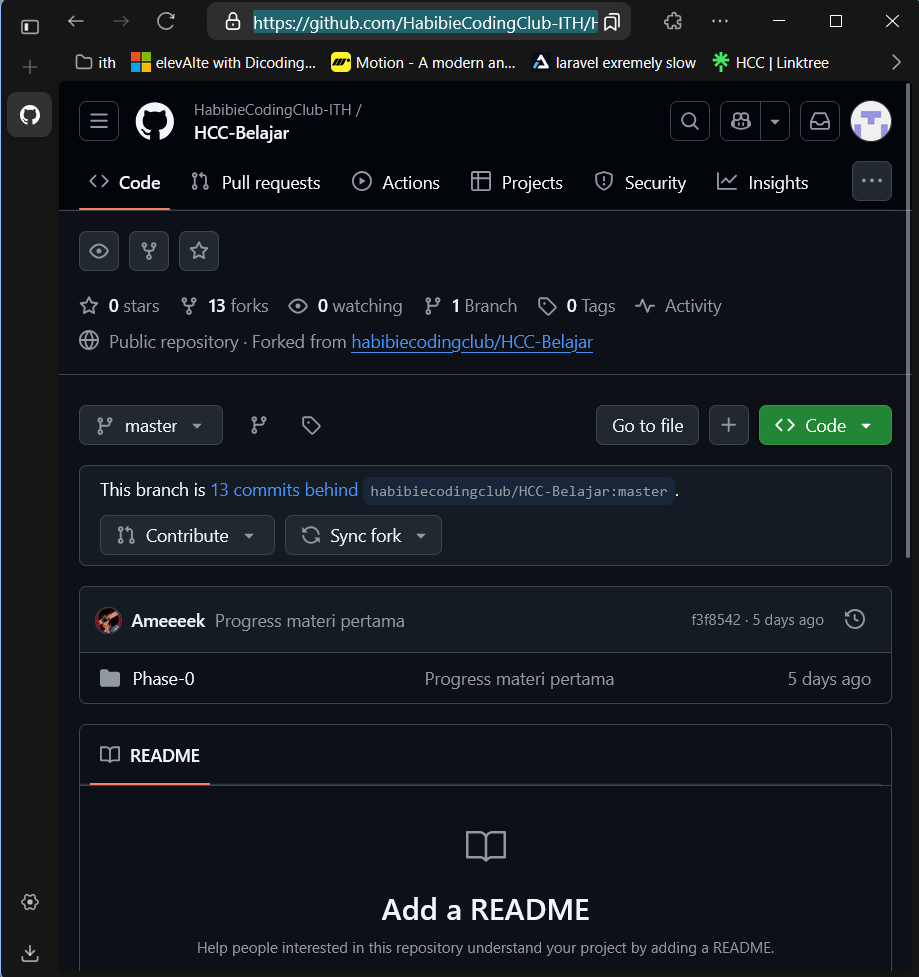 https://github.com/HabibieCodingClub-ITH/H
ith elevAIte with Dicoding... Motion - A modern an... laravel exremely slow HCC | Linktree
HabibieCodingClub-ITH /
HCC-Belajar
Code Pull requests Actions Projects Security Insights
0 stars 13 forks 0 watching 1 Branch 0 Tags Activity
Public repository · Forked from habibiecodingclub/HCC-Belajar
master Go to file Code
This branch is 13 commits behind habibiecodingclub/HCC-Belajar:master .
Contribute Sync fork
Ameeeek Progress materi pertama f3f8542 · 5 days ago
Phase-0 Progress materi pertama 5 days ago
README
Add a README
Help people interested in this repository understand your project by adding a README.